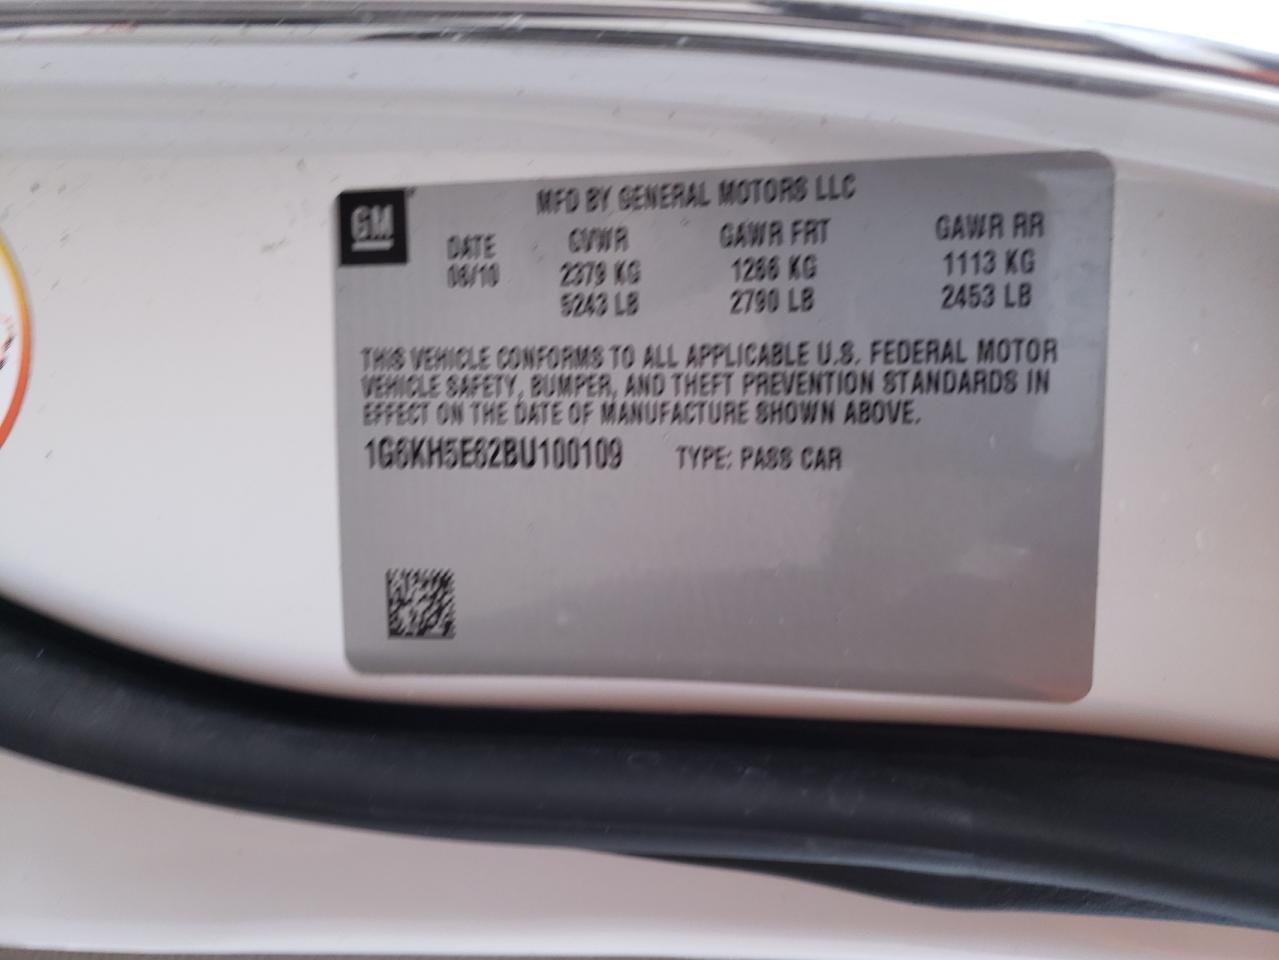 GM
MFD BY GENERAL MOTORS LLC
DATE GVWR GAWR FRT GAWR RR
06/10 2379 KG 1266 KG 1113 KG
5243 LB 2790 LB 2453 LB
THIS VEHICLE CONFORMS TO ALL APPLICABLE U.S. FEDERAL MOTOR
VEHICLE SAFETY, BUMPER, AND THEFT PREVENTION STANDARDS IN
EFFECT ON THE DATE OF MANUFACTURE SHOWN ABOVE.
1G6KH5E62BU100109 TYPE: PASS CAR